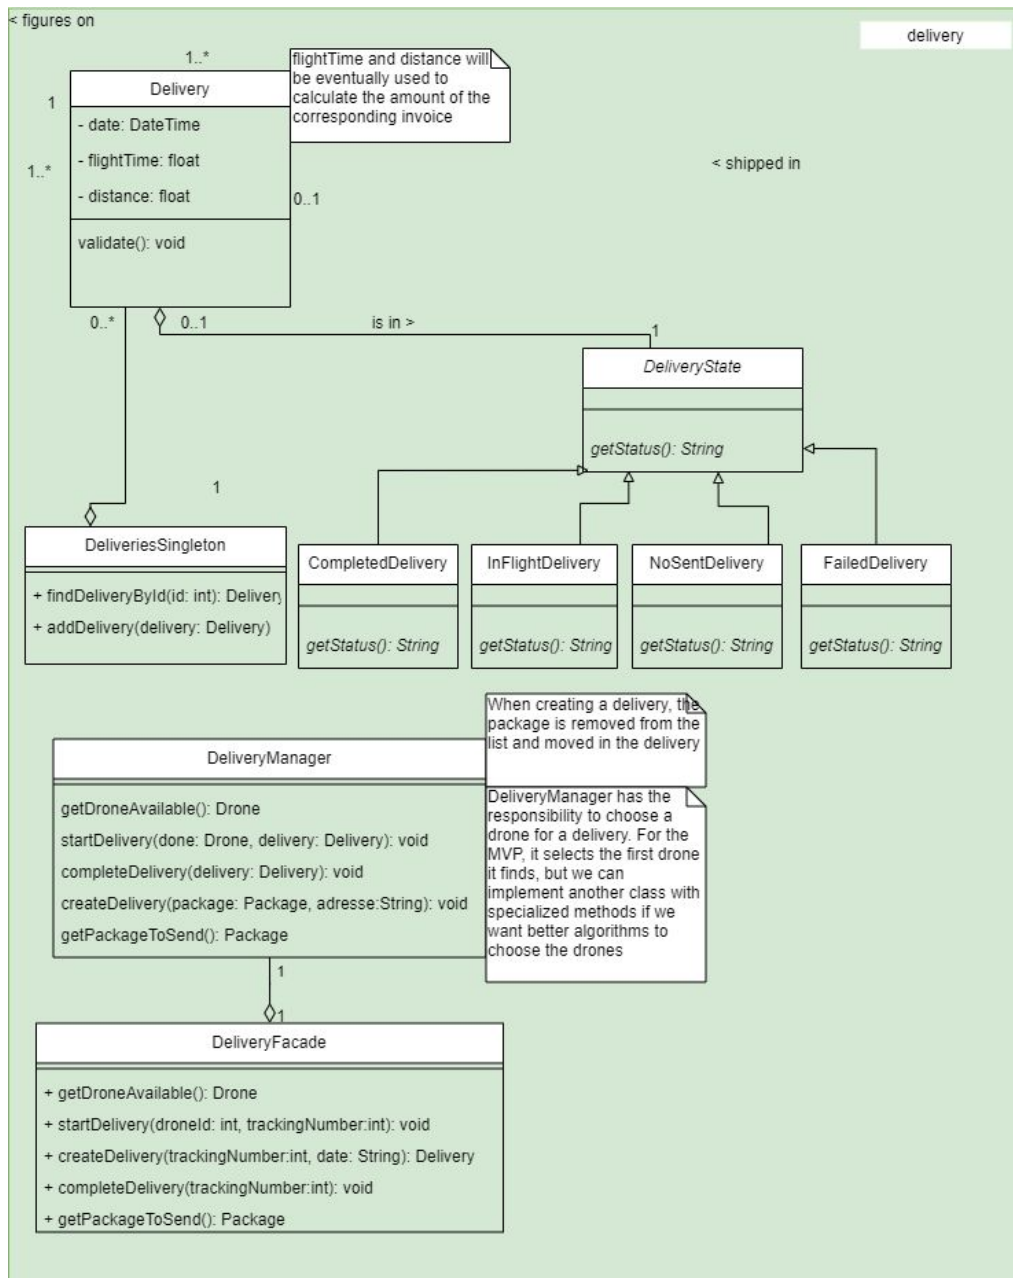 < figures on
delivery
1..*
flightTime and distance will
be eventually used to
calculate the amount of the
corresponding invoice
Delivery
1
- date: DateTime
- flightTime: float
1..*
< shipped in
- distance: float
0..1
validate(): void
0..*
0..1
is in >
1
DeliveryState
getStatus(): String
1
DeliveriesSingleton
+ findDeliveryById(id: int): Delivery
+ addDelivery(delivery: Delivery)
CompletedDelivery
getStatus(): String
InFlightDelivery
getStatus(): String
NoSentDelivery
getStatus(): String
FailedDelivery
getStatus(): String
When creating a delivery, the
package is removed from the
list and moved in the delivery
DeliveryManager
getDroneAvailable(): Drone
startDelivery(done: Drone, delivery: Delivery): void
completeDelivery(delivery: Delivery): void
createDelivery(package: Package, adresse:String): void
getPackageToSend(): Package
DeliveryManager has the
responsibility to choose a
drone for a delivery. For the
MVP, it selects the first drone
it finds, but we can
implement another class with
specialized methods if we
want better algorithms to
choose the drones
1
1
DeliveryFacade
+ getDroneAvailable(): Drone
+ startDelivery(droneId: int, trackingNumber:int): void
+ createDelivery(trackingNumber:int, date: String): Delivery
+ completeDelivery(trackingNumber:int): void
+ getPackageToSend(): Package